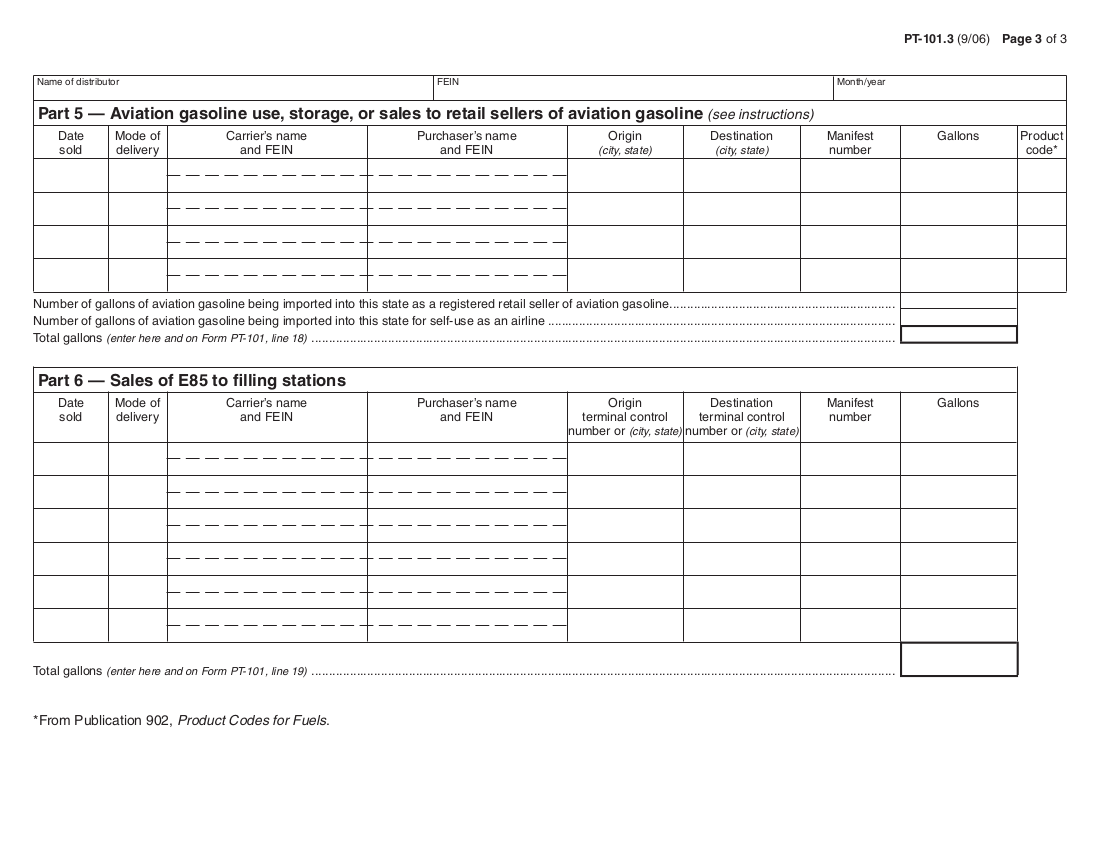 PT-101.3 (9/06) Page 3 of 3
Name of distributor FEIN Month/year
Part 5 — Aviation gasoline use, storage, or sales to retail sellers of aviation gasoline (see instructions)
Date sold Mode of delivery Carrier's name and FEIN Purchaser's name and FEIN Origin (city, state) Destination (city, state) Manifest number Gallons Product code*
Number of gallons of aviation gasoline being imported into this state as a registered retail seller of aviation gasoline
Number of gallons of aviation gasoline being imported into this state for self-use as an airline
Total gallons (enter here and on Form PT-101, line 18)
Part 6 — Sales of E85 to filling stations
Date sold Mode of delivery Carrier's name and FEIN Purchaser's name and FEIN Origin terminal control number or (city, state) Destination terminal control number or (city, state) Manifest number Gallons
Total gallons (enter here and on Form PT-101, line 19)
*From Publication 902, Product Codes for Fuels.